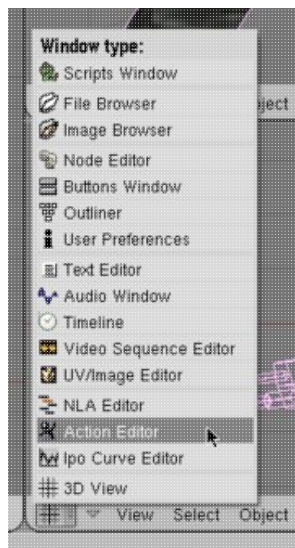 Window type:
Scripts Window
File Browser
ject
Image Browser
Node Editor
Buttons Window
Outliner
User Preferences
Text Editor
Audio Window
Timeline
Video Sequence Editor
UV/Image Editor
NLA Editor
Action Editor
Ipo Curve Editor
3D View
View Select Object